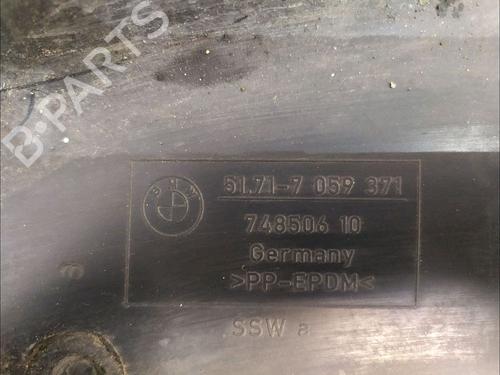 B-PARTS
BMW
51.71-7 059 371
748506 10
Germany
>PP-EPDM<
SSW a